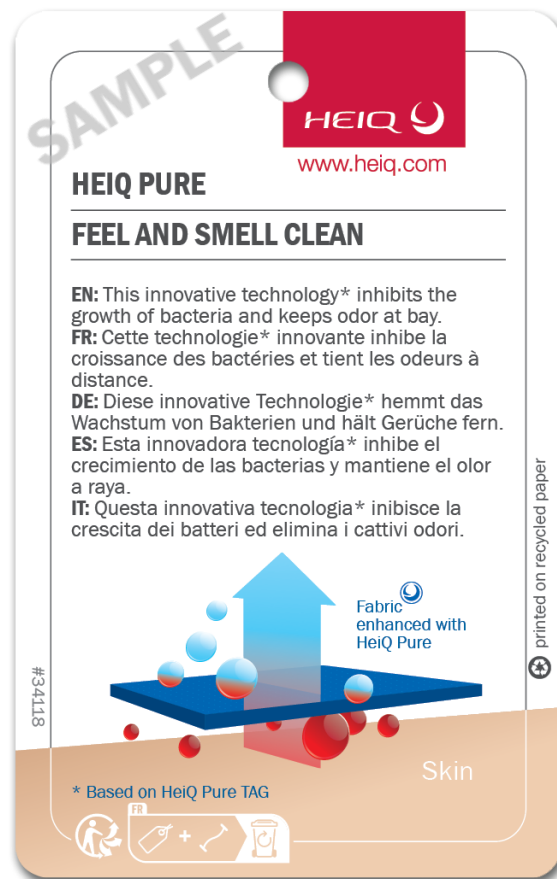 SAMPLE
HEIQ
www.heiq.com
HEIQ PURE
FEEL AND SMELL CLEAN
EN: This innovative technology* inhibits the
growth of bacteria and keeps odor at bay.
FR: Cette technologie* innovante inhibe la
croissance des bactéries et tient les odeurs à
distance.
DE: Diese innovative Technologie* hemmt das
Wachstum von Bakterien und hält Gerüche fern.
ES: Esta innovadora tecnología* inhibe el
crecimiento de las bacterias y mantiene el olor
a raya.
IT: Questa innovativa tecnologia* inibisce la
crescita dei batteri ed elimina i cattivi odori.
Fabric
enhanced with
HeiQ Pure
printed on recycled paper
#34118
Skin
* Based on HeiQ Pure TAG
FR
+